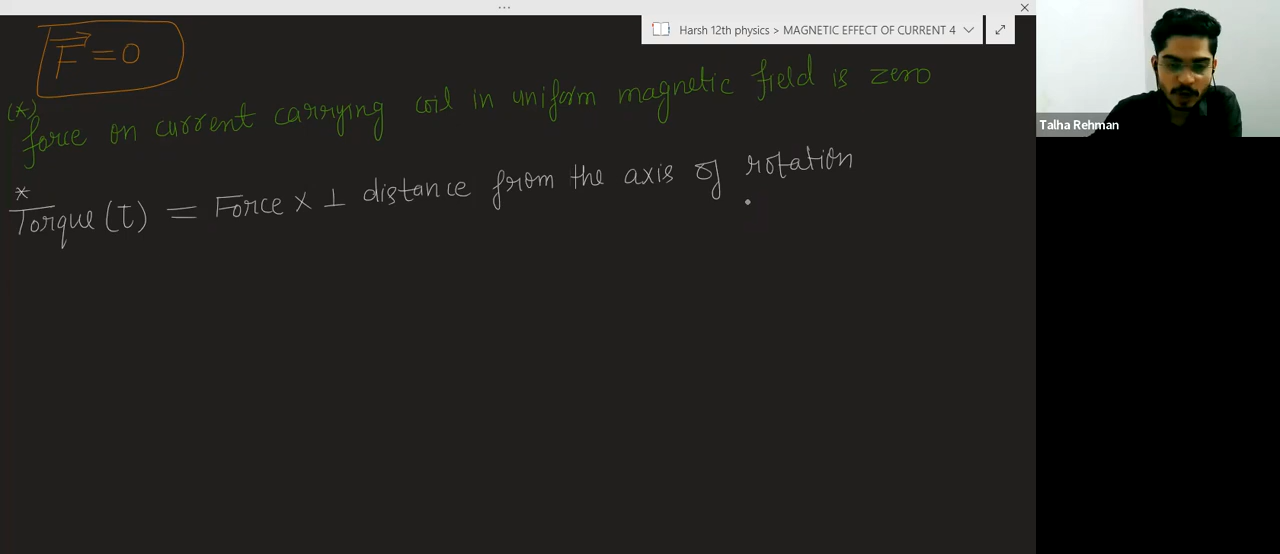 ...
Harsh 12th physics > MAGNETIC EFFECT OF CURRENT 4
F = 0
(*)
force on current carrying coil in uniform magnetic field is zero
*
Torque (τ) = Force × ⊥ distance from the axis of rotation
Talha Rehman